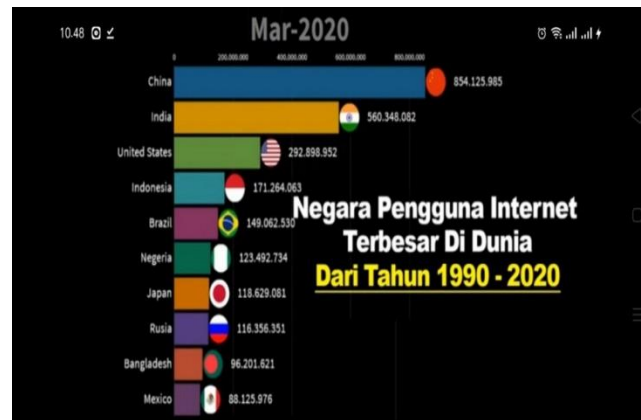 10.48
Mar-2020
0
200,000,000
400,000,000
600,000,000
800,000,000
China
854.125.985
India
560.348.082
United States
292.898.952
Indonesia
171.264.063
Brazil
149.062.530
Negeria
123.492.734
Japan
118.629.081
Rusia
116.356.351
Bangladesh
96.201.621
Mexico
88.125.976
Negara Pengguna Internet
Terbesar Di Dunia
Dari Tahun 1990 - 2020